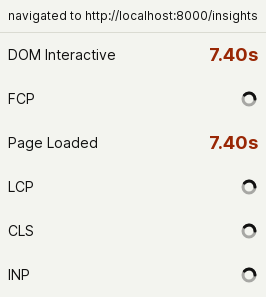 navigated to http://localhost:8000/insights
DOM Interactive 7.40s
FCP
Page Loaded 7.40s
LCP
CLS
INP